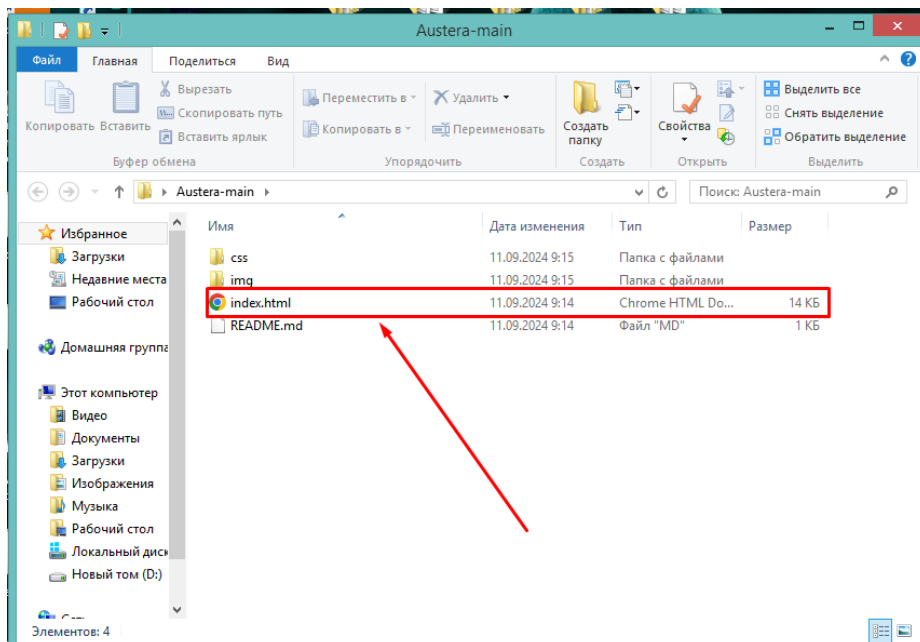 Austera-main
Файл Главная Поделиться Вид
Копировать Вставить
Вырезать
Скопировать путь
Вставить ярлык
Буфер обмена
Переместить в
Копировать в
Удалить
Переименовать
Упорядочить
Создать папку
Создать
Свойства
Открыть
Выделить все
Снять выделение
Обратить выделение
Выделить
Austera-main
Поиск: Austera-main
Имя Дата изменения Тип Размер
css 11.09.2024 9:15 Папка с файлами
img 11.09.2024 9:15 Папка с файлами
index.html 11.09.2024 9:14 Chrome HTML Do... 14 КБ
README.md 11.09.2024 9:14 Файл "MD" 1 КБ
Избранное
Загрузки
Недавние места
Рабочий стол
Домашняя группа
Этот компьютер
Видео
Документы
Загрузки
Изображения
Музыка
Рабочий стол
Локальный диск
Новый том (D:)
Элементов: 4